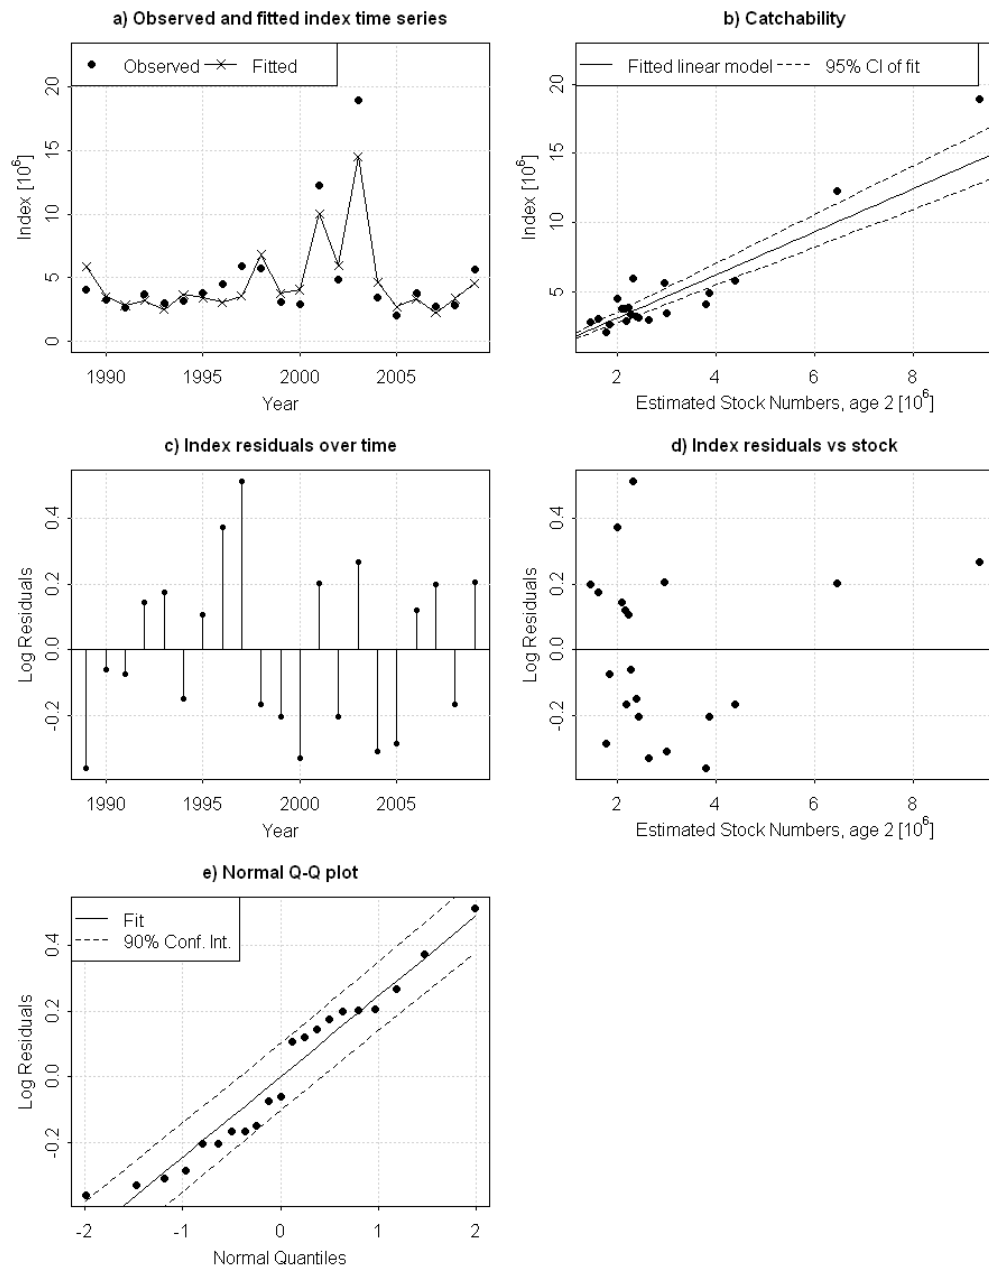 a) Observed and fitted index time series
Observed Fitted
20
15
10
5
0
Index [10^6]
1990 1995 2000 2005
Year
b) Catchability
Fitted linear model 95% CI of fit
20
15
10
5
Index [10^6]
2 4 6 8
Estimated Stock Numbers, age 2 [10^6]
c) Index residuals over time
0.4
0.2
0.0
-0.2
Log Residuals
1990 1995 2000 2005
Year
d) Index residuals vs stock
0.4
0.2
0.0
-0.2
Log Residuals
2 4 6 8
Estimated Stock Numbers, age 2 [10^6]
e) Normal Q-Q plot
Fit
90% Conf. Int.
0.4
0.2
0.0
-0.2
Log Residuals
-2 -1 0 1 2
Normal Quantiles